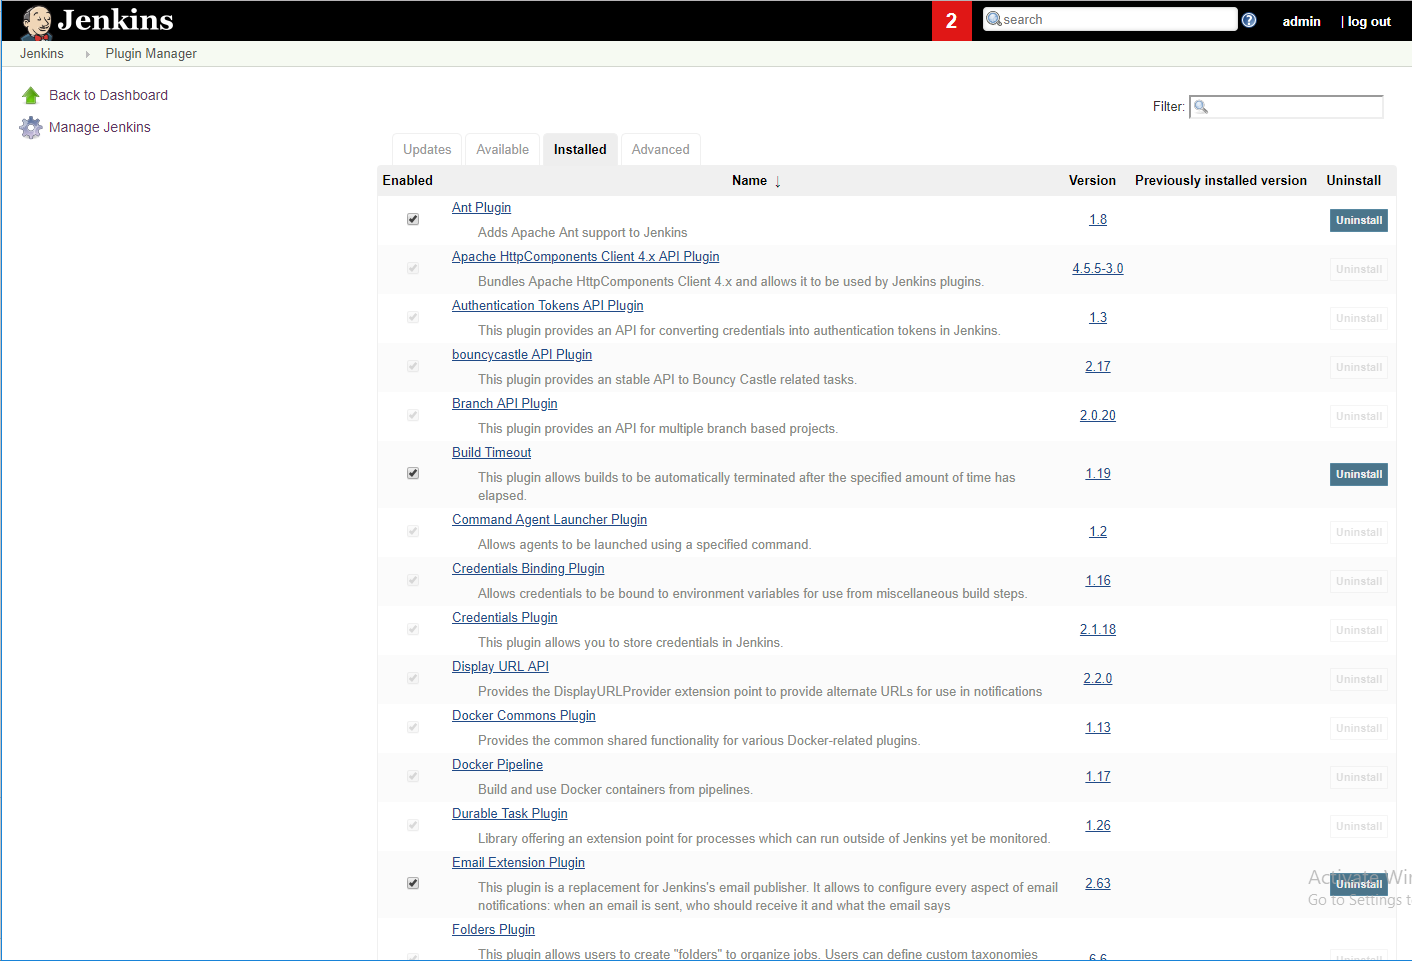 Jenkins
2
search
admin
| log out
Jenkins
Plugin Manager
Back to Dashboard
Manage Jenkins
Filter:
Updates
Available
Installed
Advanced
Enabled
Name ↓
Version
Previously installed version
Uninstall
Ant Plugin
Adds Apache Ant support to Jenkins
1.8
Uninstall
Apache HttpComponents Client 4.x API Plugin
Bundles Apache HttpComponents Client 4.x and allows it to be used by Jenkins plugins.
4.5.5-3.0
Uninstall
Authentication Tokens API Plugin
This plugin provides an API for converting credentials into authentication tokens in Jenkins.
1.3
Uninstall
bouncycastle API Plugin
This plugin provides an stable API to Bouncy Castle related tasks.
2.17
Uninstall
Branch API Plugin
This plugin provides an API for multiple branch based projects.
2.0.20
Uninstall
Build Timeout
This plugin allows builds to be automatically terminated after the specified amount of time has
elapsed.
1.19
Uninstall
Command Agent Launcher Plugin
Allows agents to be launched using a specified command.
1.2
Uninstall
Credentials Binding Plugin
Allows credentials to be bound to environment variables for use from miscellaneous build steps.
1.16
Uninstall
Credentials Plugin
This plugin allows you to store credentials in Jenkins.
2.1.18
Uninstall
Display URL API
Provides the DisplayURLProvider extension point to provide alternate URLs for use in notifications
2.2.0
Uninstall
Docker Commons Plugin
Provides the common shared functionality for various Docker-related plugins.
1.13
Uninstall
Docker Pipeline
Build and use Docker containers from pipelines.
1.17
Uninstall
Durable Task Plugin
Library offering an extension point for processes which can run outside of Jenkins yet be monitored.
1.26
Uninstall
Email Extension Plugin
This plugin is a replacement for Jenkins's email publisher. It allows to configure every aspect of email
notifications: when an email is sent, who should receive it and what the email says
2.63
Uninstall
Activate Win
Go to Settings t
Folders Plugin
This plugin allows users to create "folders" to organize jobs. Users can define custom taxonomies
6.6
Uninstall